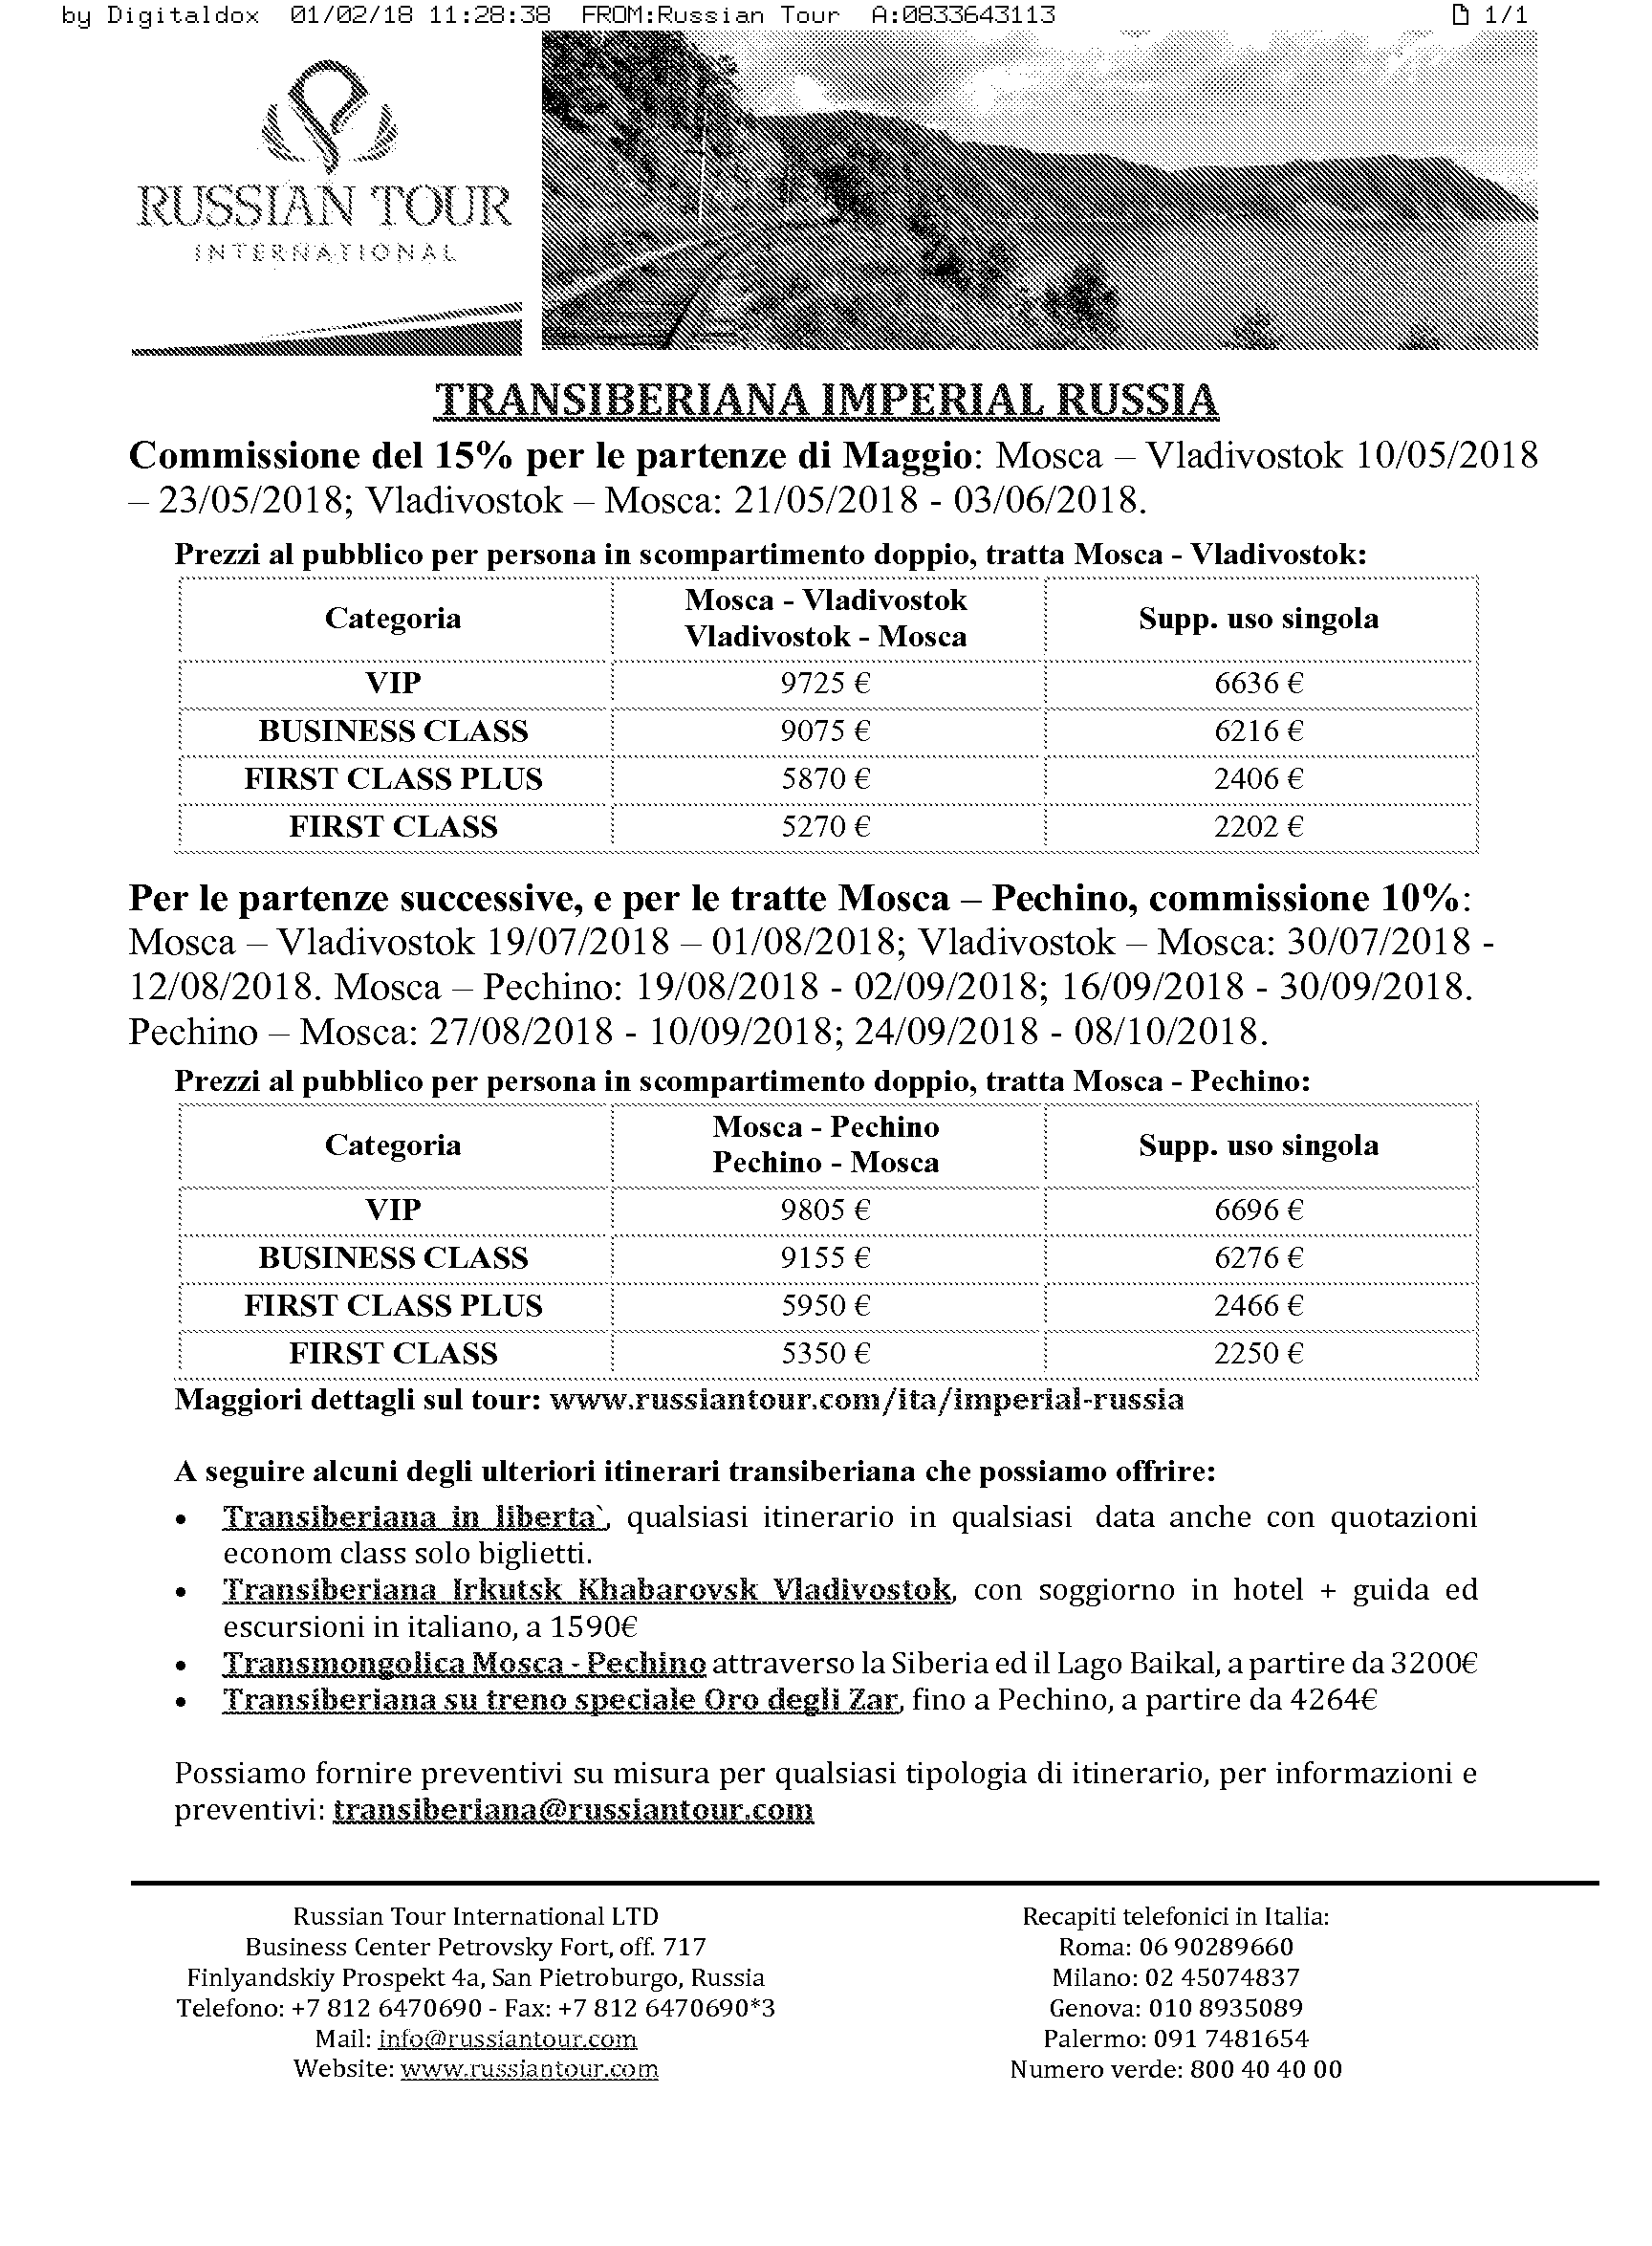 by Digitaldox 01/02/18 11:28:38 FROM:Russian Tour A:0833643113 1/1
RUSSIAN TOUR
INTERNATIONAL
TRANSIBERIANA IMPERIAL RUSSIA
Commissione del 15% per le partenze di Maggio: Mosca – Vladivostok 10/05/2018
– 23/05/2018; Vladivostok – Mosca: 21/05/2018 - 03/06/2018.
Prezzi al pubblico per persona in scompartimento doppio, tratta Mosca - Vladivostok:
Categoria Mosca - Vladivostok Supp. uso singola
Vladivostok - Mosca
VIP 9725 € 6636 €
BUSINESS CLASS 9075 € 6216 €
FIRST CLASS PLUS 5870 € 2406 €
FIRST CLASS 5270 € 2202 €
Per le partenze successive, e per le tratte Mosca – Pechino, commissione 10%:
Mosca – Vladivostok 19/07/2018 – 01/08/2018; Vladivostok – Mosca: 30/07/2018 -
12/08/2018. Mosca – Pechino: 19/08/2018 - 02/09/2018; 16/09/2018 - 30/09/2018.
Pechino – Mosca: 27/08/2018 - 10/09/2018; 24/09/2018 - 08/10/2018.
Prezzi al pubblico per persona in scompartimento doppio, tratta Mosca - Pechino:
Categoria Mosca - Pechino Supp. uso singola
Pechino - Mosca
VIP 9805 € 6696 €
BUSINESS CLASS 9155 € 6276 €
FIRST CLASS PLUS 5950 € 2466 €
FIRST CLASS 5350 € 2250 €
Maggiori dettagli sul tour: www.russiantour.com/ita/imperial-russia
A seguire alcuni degli ulteriori itinerari transiberiana che possiamo offrire:
• Transiberiana in liberta`, qualsiasi itinerario in qualsiasi data anche con quotazioni
econom class solo biglietti.
• Transiberiana Irkutsk Khabarovsk Vladivostok, con soggiorno in hotel + guida ed
escursioni in italiano, a 1590€
• Transmongolica Mosca - Pechino attraverso la Siberia ed il Lago Baikal, a partire da 3200€
• Transiberiana su treno speciale Oro degli Zar, fino a Pechino, a partire da 4264€
Possiamo fornire preventivi su misura per qualsiasi tipologia di itinerario, per informazioni e
preventivi: transiberiana@russiantour.com
Russian Tour International LTD
Business Center Petrovsky Fort, off. 717
Finlyandskiy Prospekt 4a, San Pietroburgo, Russia
Telefono: +7 812 6470690 - Fax: +7 812 6470690*3
Mail: info@russiantour.com
Website: www.russiantour.com
Recapiti telefonici in Italia:
Roma: 06 90289660
Milano: 02 45074837
Genova: 010 8935089
Palermo: 091 7481654
Numero verde: 800 40 40 00